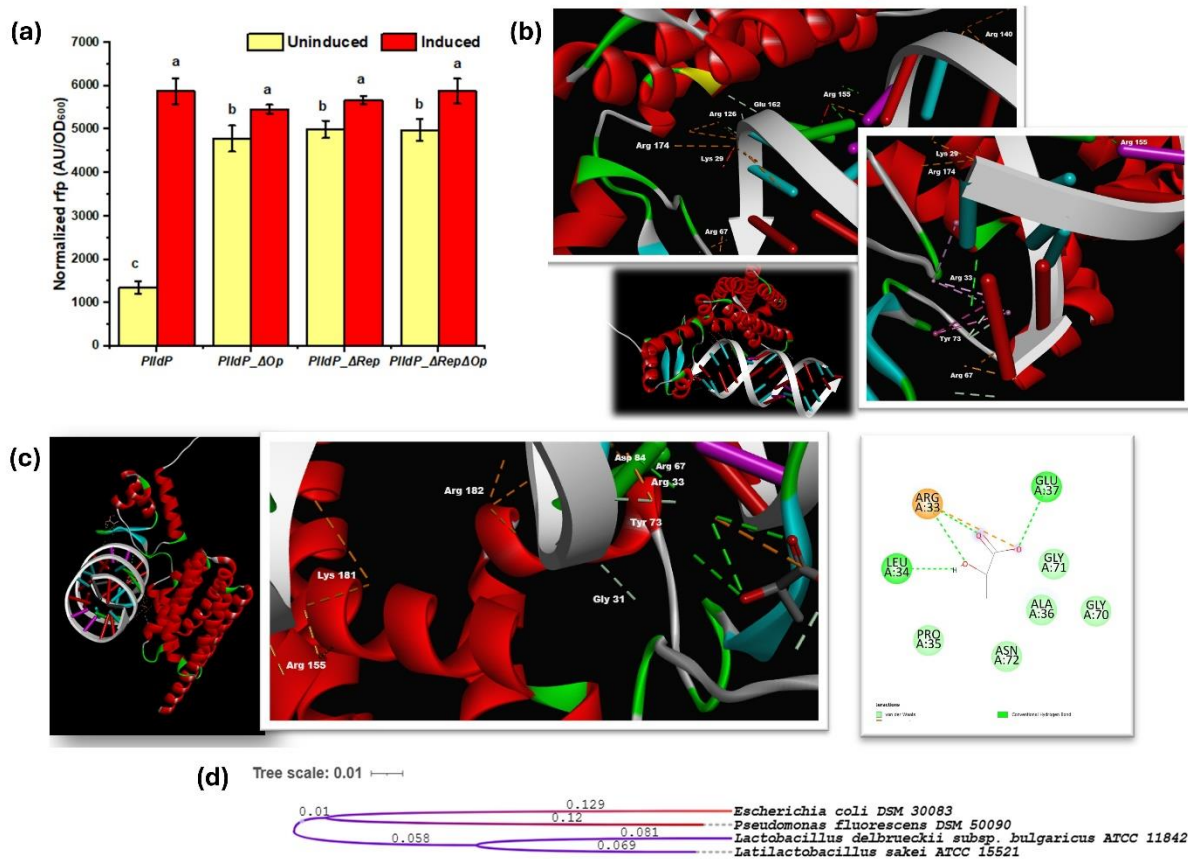 (a)
Uninduced Induced
Normalized rfp (AU/OD600)
7000
6000
5000
4000
3000
2000
1000
0
c a b a b a b a
PlldP PlldP_ΔOp PlldP_ΔRep PlldP_ΔRepΔOp
(b)
Arg 140
Arg 155
Glu 162
Arg 126
Arg 174
Lys 29
Arg 67
Lys 29
Arg 155
Arg 174
Arg 33
Tyr 73
Arg 67
(c)
Asp 84
Arg 67
Arg 182
Arg 33
Tyr 73
Lys 181
Gly 31
Arg 155
ARG
A:33
GLU
A:37
LEU
A:34
GLY
A:71
ALA
A:36
GLY
A:70
PRO
A:35
ASN
A:72
O
O
O
H
van der Waals
Conventional Hydrogen Bond
(d)
Tree scale: 0.01
0.01
0.129
Escherichia coli DSM 30083
0.12
Pseudomonas fluorescens DSM 50090
0.058
0.081
Lactobacillus delbrueckii subsp. bulgaricus ATCC 11842
0.069
Latilactobacillus sakei ATCC 15521